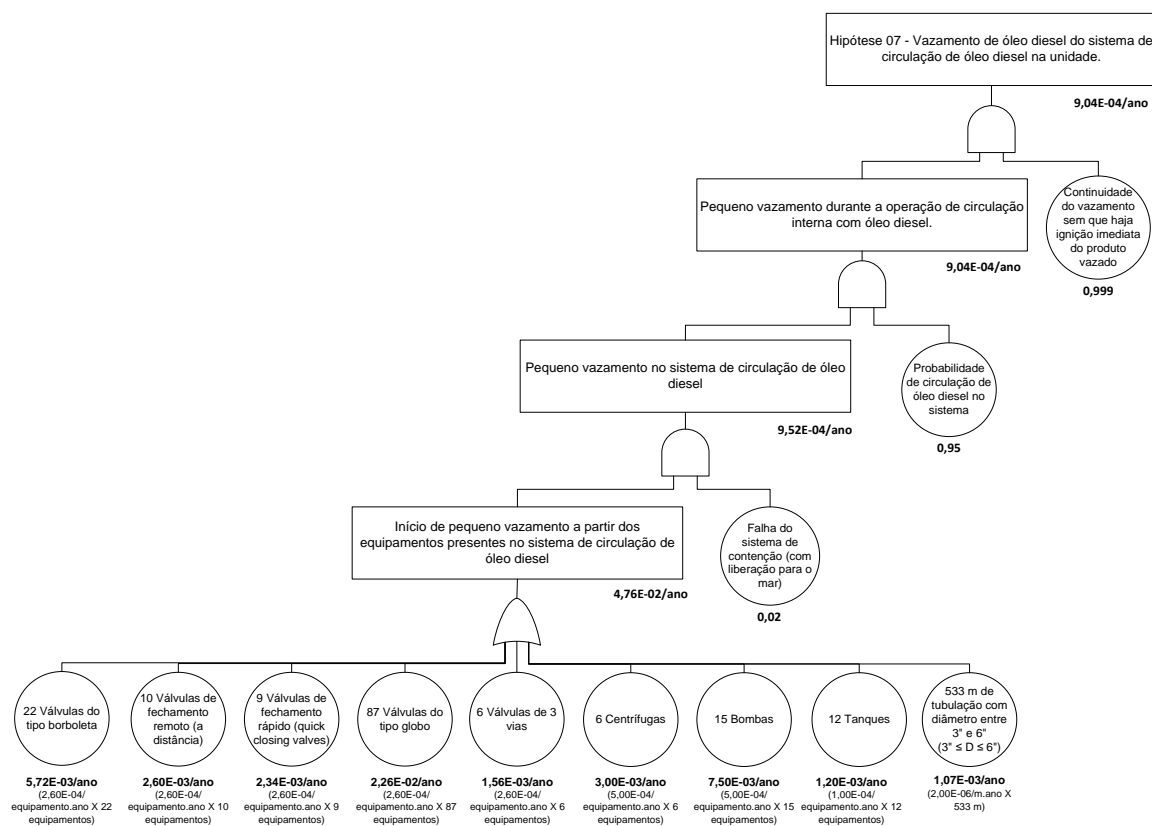 Hipótese 07 - Vazamento de óleo diesel do sistema de
circulação de óleo diesel na unidade.
9,04E-04/ano
Pequeno vazamento durante a operação de circulação
interna com óleo diesel.
9,04E-04/ano
Continuidade
do vazamento
sem que haja
ignição imediata
do produto
vazado
0,999
Pequeno vazamento no sistema de circulação de óleo
diesel
9,52E-04/ano
Probabilidade
de circulação de
óleo diesel no
sistema
0,95
Início de pequeno vazamento a partir dos
equipamentos presentes no sistema de circulação de
óleo diesel
4,76E-02/ano
Falha do
sistema de
contenção (com
liberação para o
mar)
0,02
22 Válvulas do
tipo borboleta
5,72E-03/ano
(2,60E-04/
equipamento.ano X 22
equipamentos)
10 Válvulas de
fechamento
remoto (a
distância)
2,60E-03/ano
(2,60E-04/
equipamento.ano X 10
equipamentos)
9 Válvulas de
fechamento
rápido (quick
closing valves)
2,34E-03/ano
(2,60E-04/
equipamento.ano X 9
equipamentos)
87 Válvulas do
tipo globo
2,26E-02/ano
(2,60E-04/
equipamento.ano X 87
equipamentos)
6 Válvulas de 3
vias
1,56E-03/ano
(2,60E-04/
equipamento.ano X 6
equipamentos)
6 Centrífugas
3,00E-03/ano
(5,00E-04/
equipamento.ano X 6
equipamentos)
15 Bombas
7,50E-03/ano
(5,00E-04/
equipamento.ano X 15
equipamentos)
12 Tanques
1,20E-03/ano
(1,00E-04/
equipamento.ano X 12
equipamentos)
533 m de
tubulação com
diâmetro entre
3" e 6"
(3" ≤ D ≤ 6")
1,07E-03/ano
(2,00E-06/m.ano X
533 m)